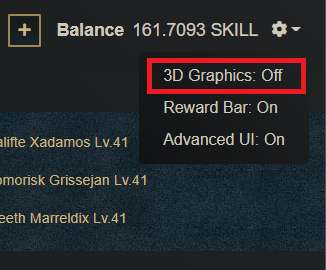 + Balance 161.7093 SKILL
3D Graphics: Off
Reward Bar: On
Advanced UI: On
alifte Xadamos Lv.41
omorisk Grissejan Lv.41
eeth Marreldix Lv.41